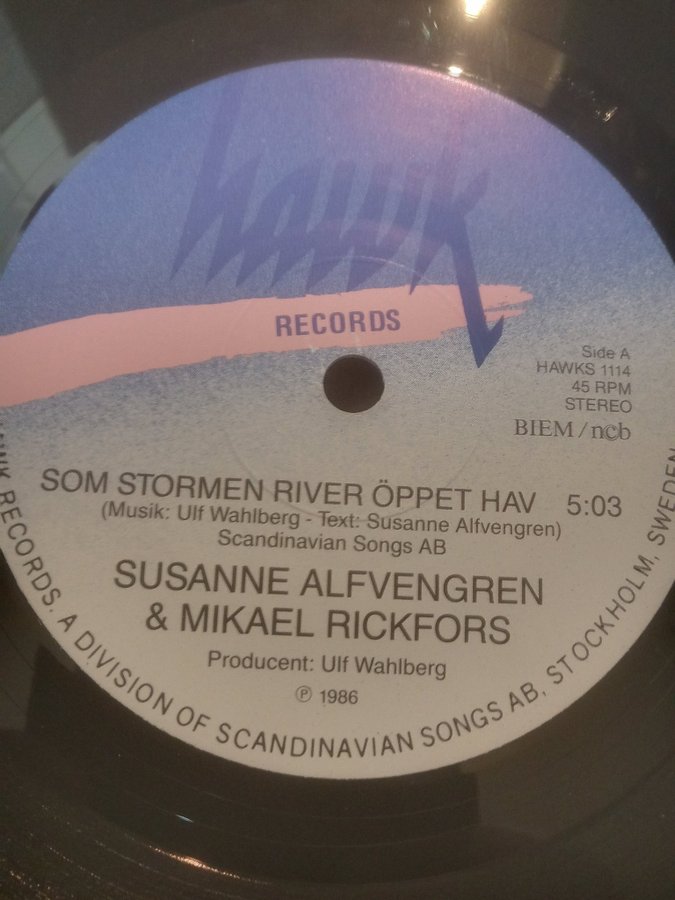 hawk
RECORDS
Side A
HAWKS 1114
45 RPM
STEREO
BIEM/ncb
SOM STORMEN RIVER ÖPPET HAV 5:03
(Musik: Ulf Wahlberg - Text: Susanne Alfvengren)
Scandinavian Songs AB
SUSANNE ALFVENGREN
& MIKAEL RICKFORS
Producent: Ulf Wahlberg
℗ 1986
RECORDS. A DIVISION OF SCANDINAVIAN SONGS AB, STOCKHOLM, SWEDEN